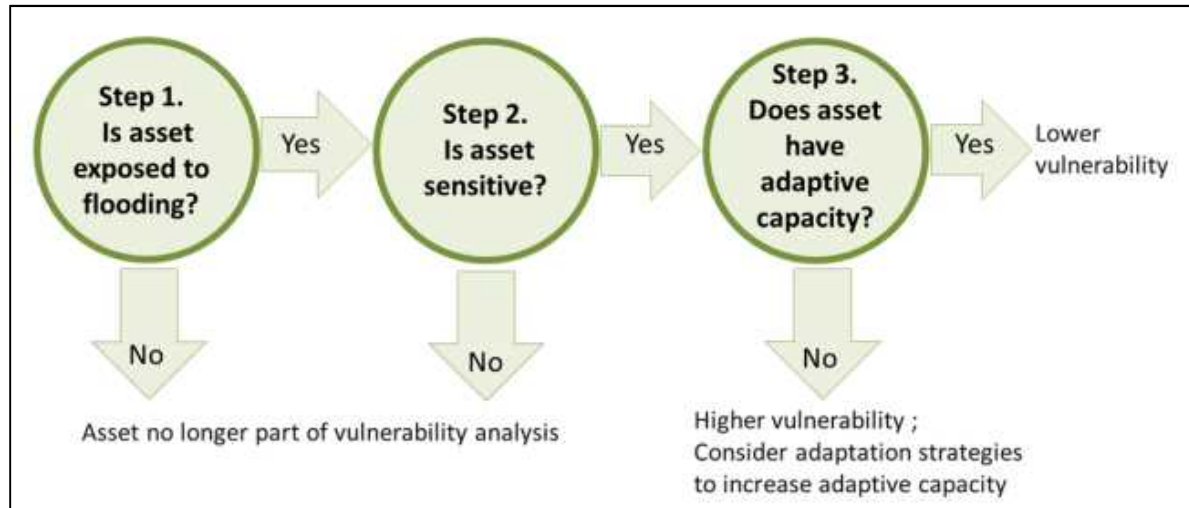 Step 1.
Is asset
exposed to
flooding?
Yes
Step 2.
Is asset
sensitive?
Yes
Step 3.
Does asset
have
adaptive
capacity?
Yes
Lower
vulnerability
No
No
No
Asset no longer part of vulnerability analysis
Higher vulnerability ;
Consider adaptation strategies
to increase adaptive capacity